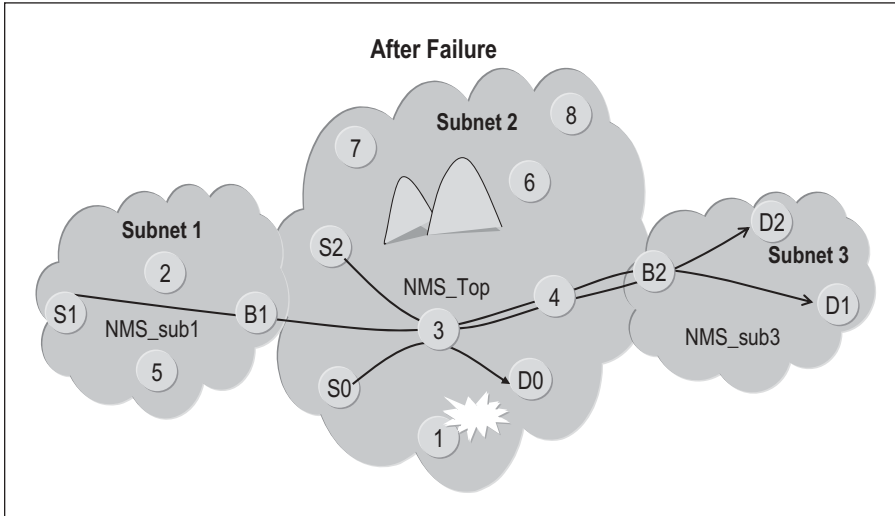 After Failure
Subnet 2
8
7
6
Subnet 1
2
S1
B1
NMS_sub1
5
S2
NMS_Top
4
3
S0
D0
1
B2
D2
Subnet 3
D1
NMS_sub3